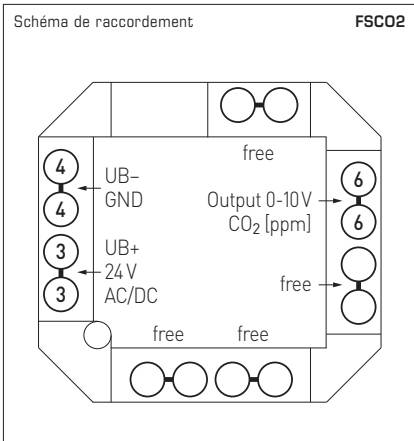 Schéma de raccordement FSCO2
free
4
4
UB–
GND
3
3
UB+
24 V
AC/DC
Output 0-10 V
CO₂ [ppm]
6
6
free
free free